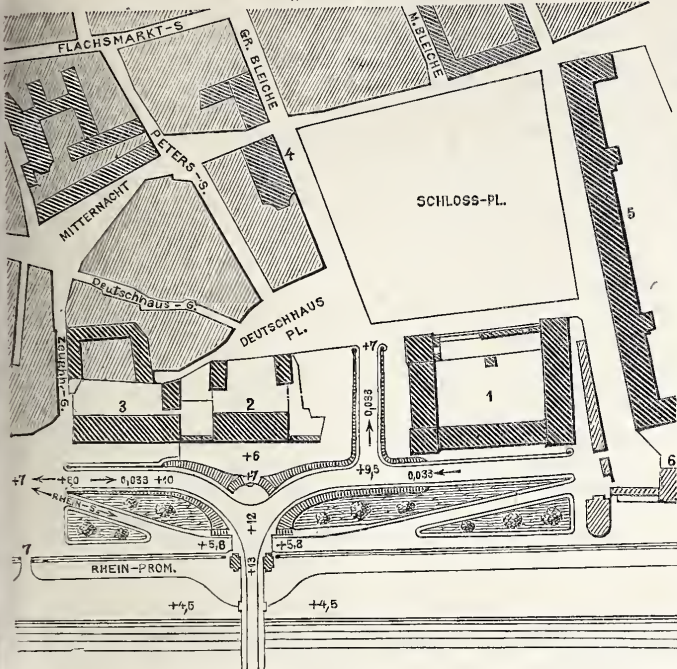 FLACHSMARKT-S
GR. BLEICHE
M. BLEICHE
PETERS-S.
4
MITTERNACHT
SCHLOSS-PL.
5
Deutschhaus-G.
DEUTSCHHAUS
PL.
Zeughs-G.
+7
0,033
3
2
1
+6
+7
+9,5
0,033
6
+7
+8,0
0,033
+10
RHEIN-S.
+12
+5,8
+5,8
7
RHEIN-PROM.
+13
+4,5
+4,5